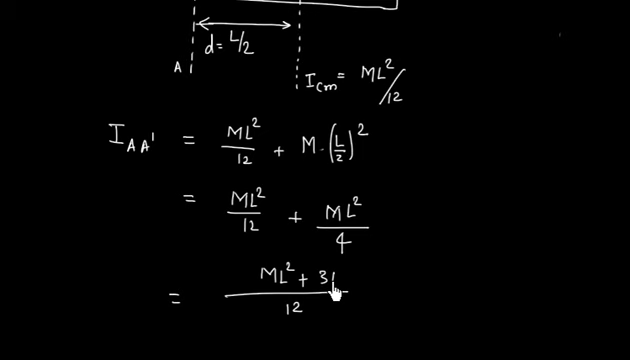 d = L/2
A
I_cm = ML²/12
I_AA' = ML²/12 + M · (L/2)²
= ML²/12 + ML²/4
= ML² + 3 / 12